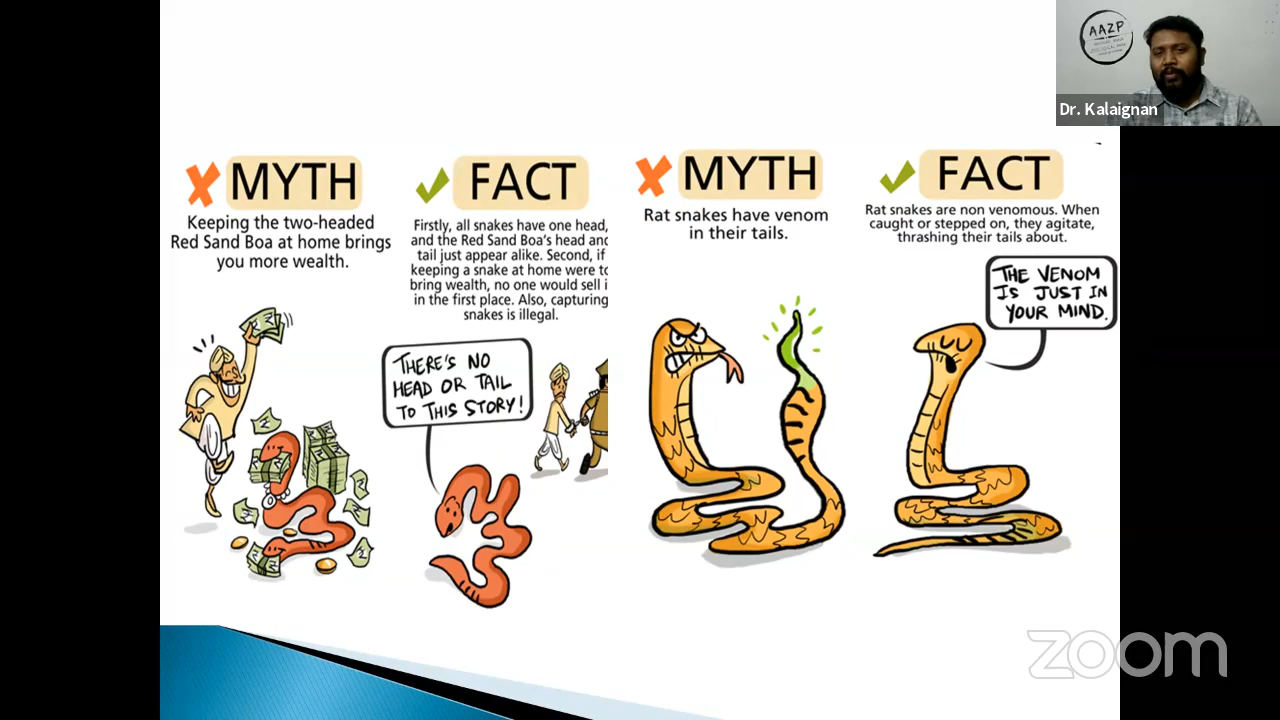 AAZP
Dr. Kalaignan
MYTH
Keeping the two-headed
Red Sand Boa at home brings
you more wealth.
FACT
Firstly, all snakes have one head,
and the Red Sand Boa's head and
tail just appear alike. Second, if
keeping a snake at home were to
bring wealth, no one would sell i
in the first place. Also, capturing
snakes is illegal.
THERE'S NO
HEAD OR TAIL
TO THIS STORY!
MYTH
Rat snakes have venom
in their tails.
FACT
Rat snakes are non venomous. When
caught or stepped on, they agitate,
thrashing their tails about.
THE VENOM
IS JUST IN
YOUR MIND.
zoom